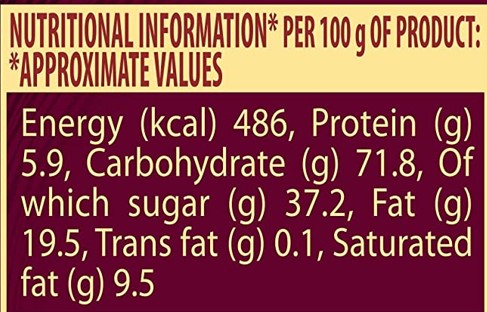 NUTRITIONAL INFORMATION* PER 100 g OF PRODUCT:
*APPROXIMATE VALUES
Energy (kcal) 486, Protein (g)
5.9, Carbohydrate (g) 71.8, Of
which sugar (g) 37.2, Fat (g)
19.5, Trans fat (g) 0.1, Saturated
fat (g) 9.5